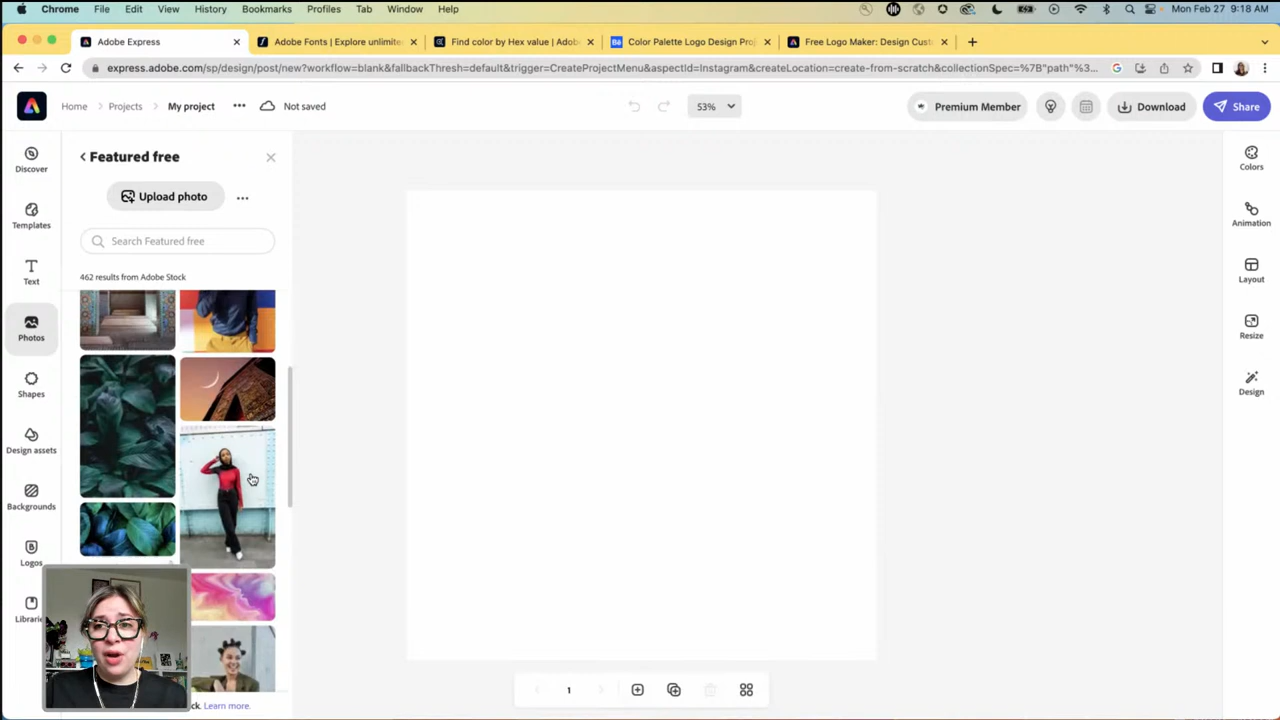 Chrome File Edit View History Bookmarks Profiles Tab Window Help Mon Feb 27 9:18 AM
Adobe Express Adobe Fonts | Explore unlimite Find color by Hex value | Adob Color Palette Logo Design Proj Free Logo Maker: Design Cust
express.adobe.com/sp/design/post/new?workflow=blank&fallbackThresh=default&trigger=CreateProjectMenu&aspectId=Instagram&createLocation=create-from-scratch&collectionSpec=%7B"path"%3...
Home Projects My project Not saved 53% Premium Member Download Share
Featured free
Upload photo
Search Featured free
462 results from Adobe Stock
Discover
Templates
Text
Photos
Shapes
Design assets
Backgrounds
Logos
Librarie
ck. Learn more.
1
Colors
Animation
Layout
Resize
Design